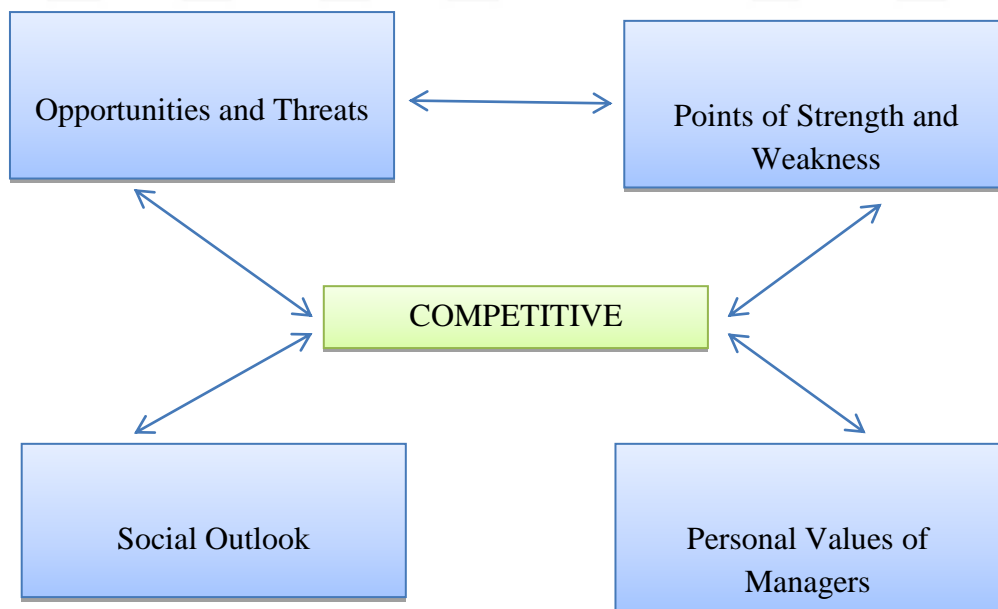 Opportunities and Threats
Points of Strength and
Weakness
COMPETITIVE
Social Outlook
Personal Values of
Managers